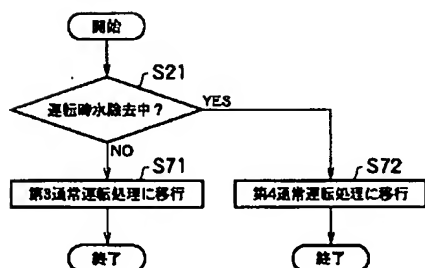 開始
S21
運転時水除去中?
YES
NO
S71
S72
第3通常運転処理に移行
第4通常運転処理に移行
終了
終了